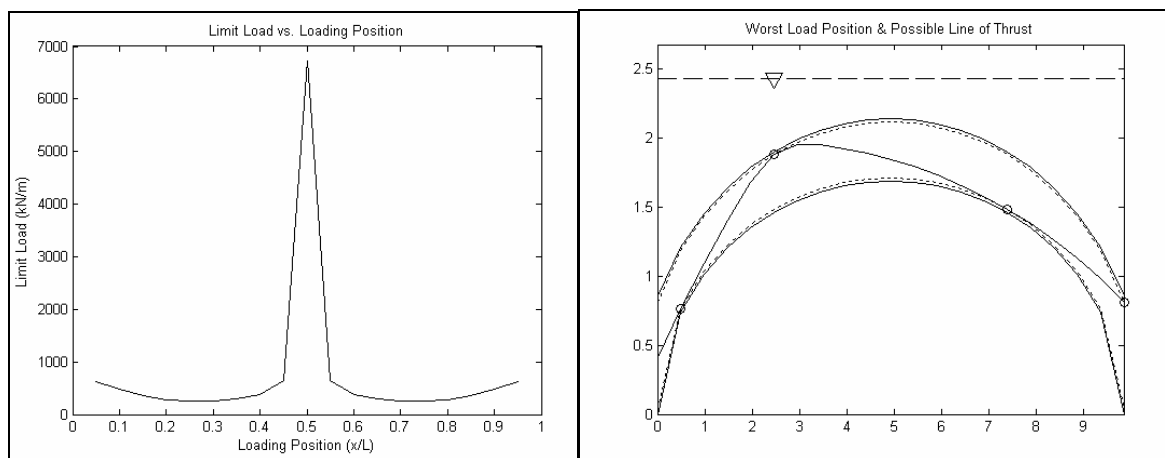 Limit Load vs. Loading Position
7000
6000
5000
4000
3000
2000
1000
0
Limit Load (kN/m)
0 0.1 0.2 0.3 0.4 0.5 0.6 0.7 0.8 0.9 1
Loading Position (x/L)
Worst Load Position & Possible Line of Thrust
2.5
2
1.5
1
0.5
0
0 1 2 3 4 5 6 7 8 9